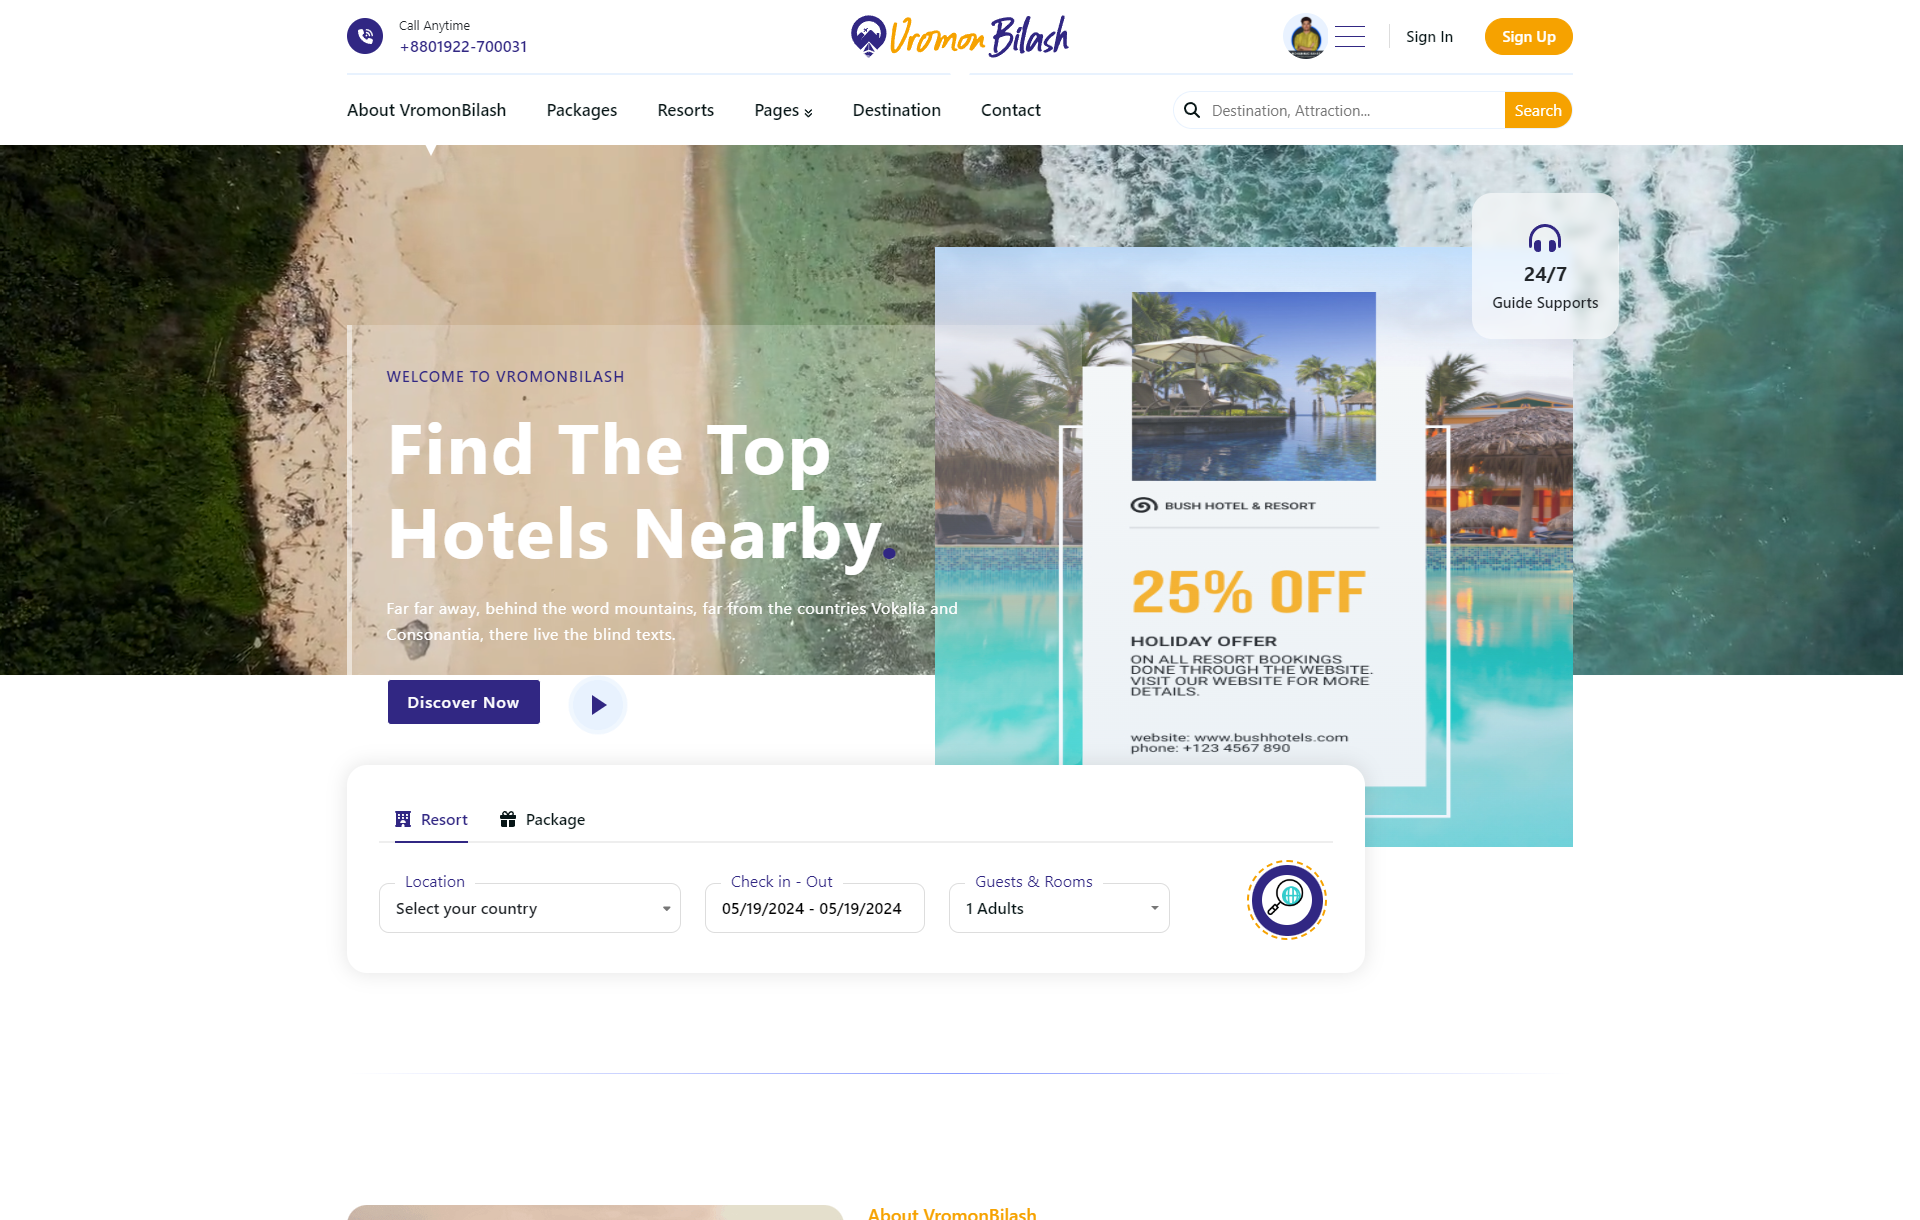 Call Anytime
+8801922-700031
Vromon Bilash
Sign In
Sign Up
About VromonBilash
Packages
Resorts
Pages
Destination
Contact
Destination, Attraction...
Search
24/7
Guide Supports
WELCOME TO VROMONBILASH
Find The Top
Hotels Nearby.
Far far away, behind the word mountains, far from the countries Vokalia and
Consonantia, there live the blind texts.
Discover Now
BUSH HOTEL & RESORT
25% OFF
HOLIDAY OFFER
ON ALL RESORT BOOKINGS
DONE THROUGH THE WEBSITE.
VISIT OUR WEBSITE FOR MORE
DETAILS.
website: www.bushhotels.com
phone: +123 4567 890
Resort
Package
Location
Select your country
Check in - Out
05/19/2024 - 05/19/2024
Guests & Rooms
1 Adults
About VromonBilash